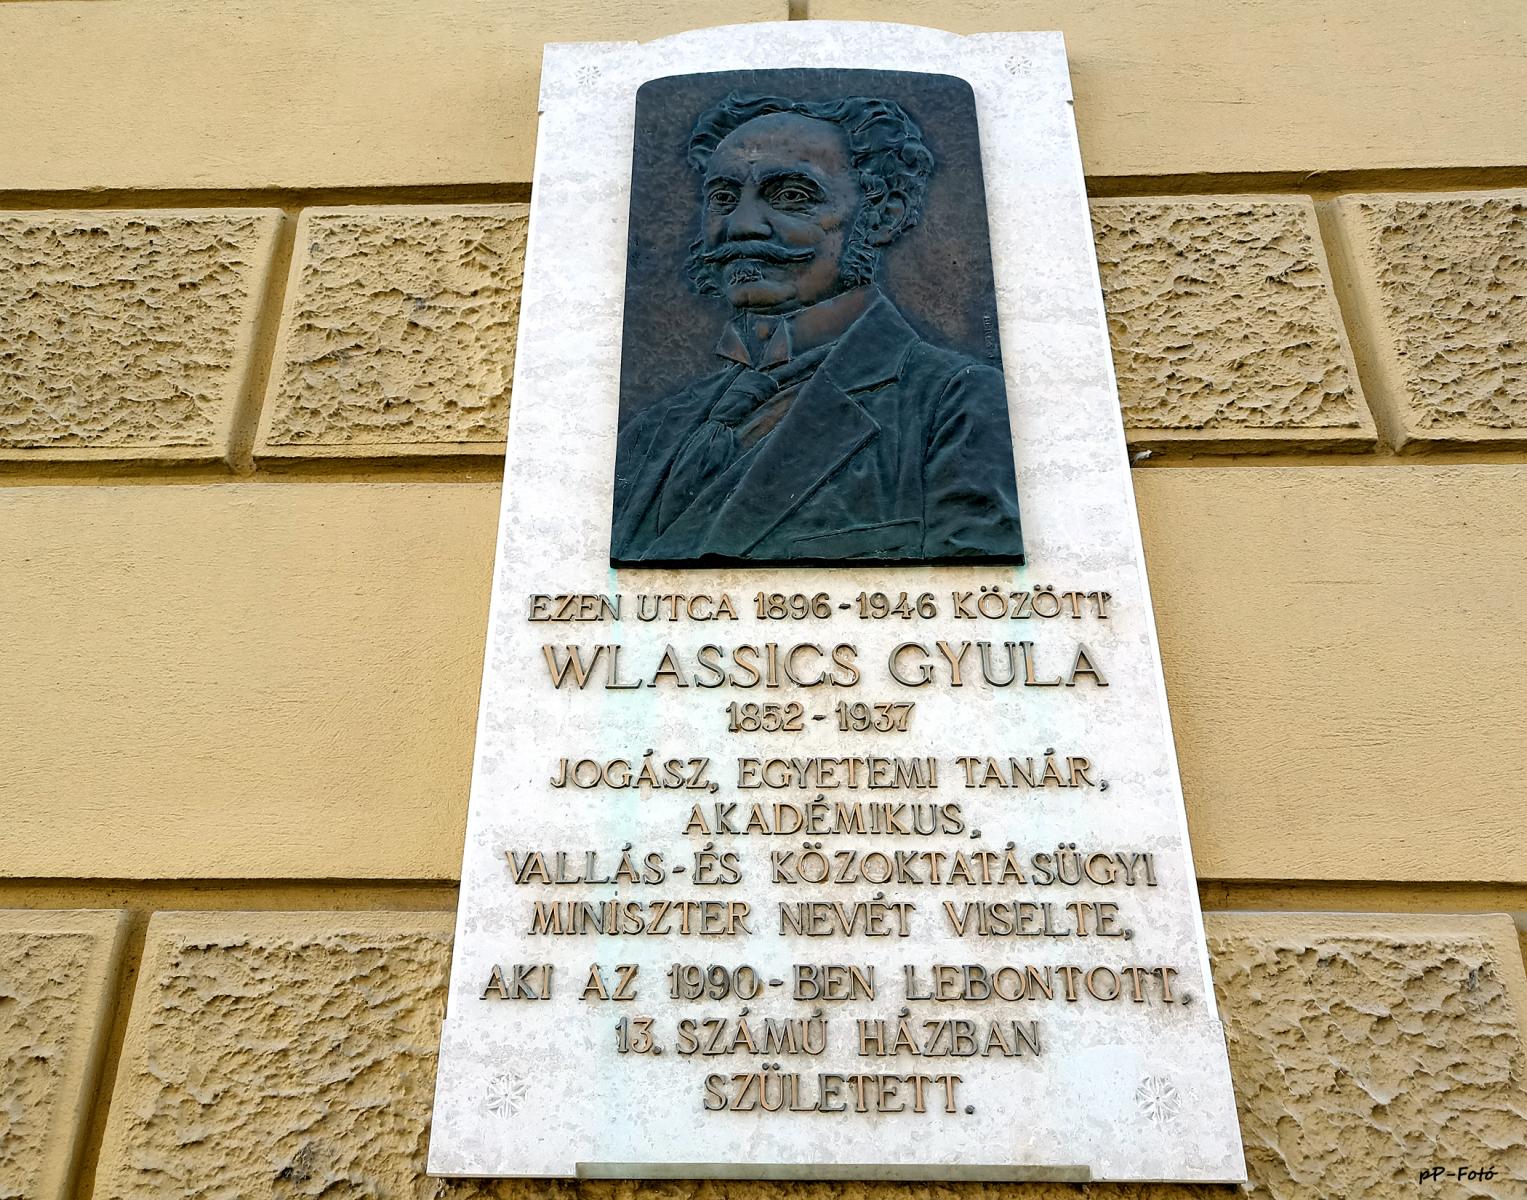 EZEN UTCA 1896-1946 KÖZÖTT
WLASSICS GYULA
1852-1937
JOGÁSZ, EGYETEMI TANÁR,
AKADÉMIKUS,
VALLÁS-ÉS KÖZOKTATÁSÜGYI
MINISZTER NEVÉT VISELTE,
AKI AZ 1990-BEN LEBONTOTT,
13. SZÁMÚ HÁZBAN
SZÜLETETT.
pP-Fotó